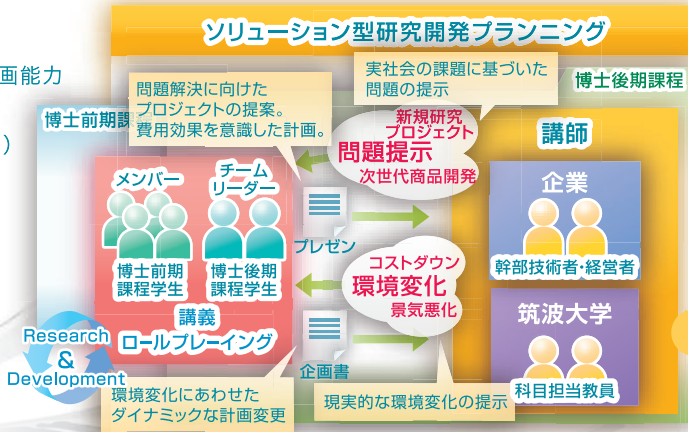 ソリューション型研究開発プランニング
画能力
)
問題解決に向けた
プロジェクトの提案。
費用効果を意識した計画。
実社会の課題に基づいた
問題の提示
博士後期課程
博士前期課
新規研究
プロジェクト
問題提示
次世代商品開発
講師
メンバー
チーム
リーダー
企業
プレゼン
博士前期
課程学生
博士後期
課程学生
幹部技術者・経営者
コストダウン
環境変化
景気悪化
講義
ロールプレーイング
筑波大学
企画書
Research
&
Development
科目担当教員
環境変化にあわせた
ダイナミックな計画変更
現実的な環境変化の提示